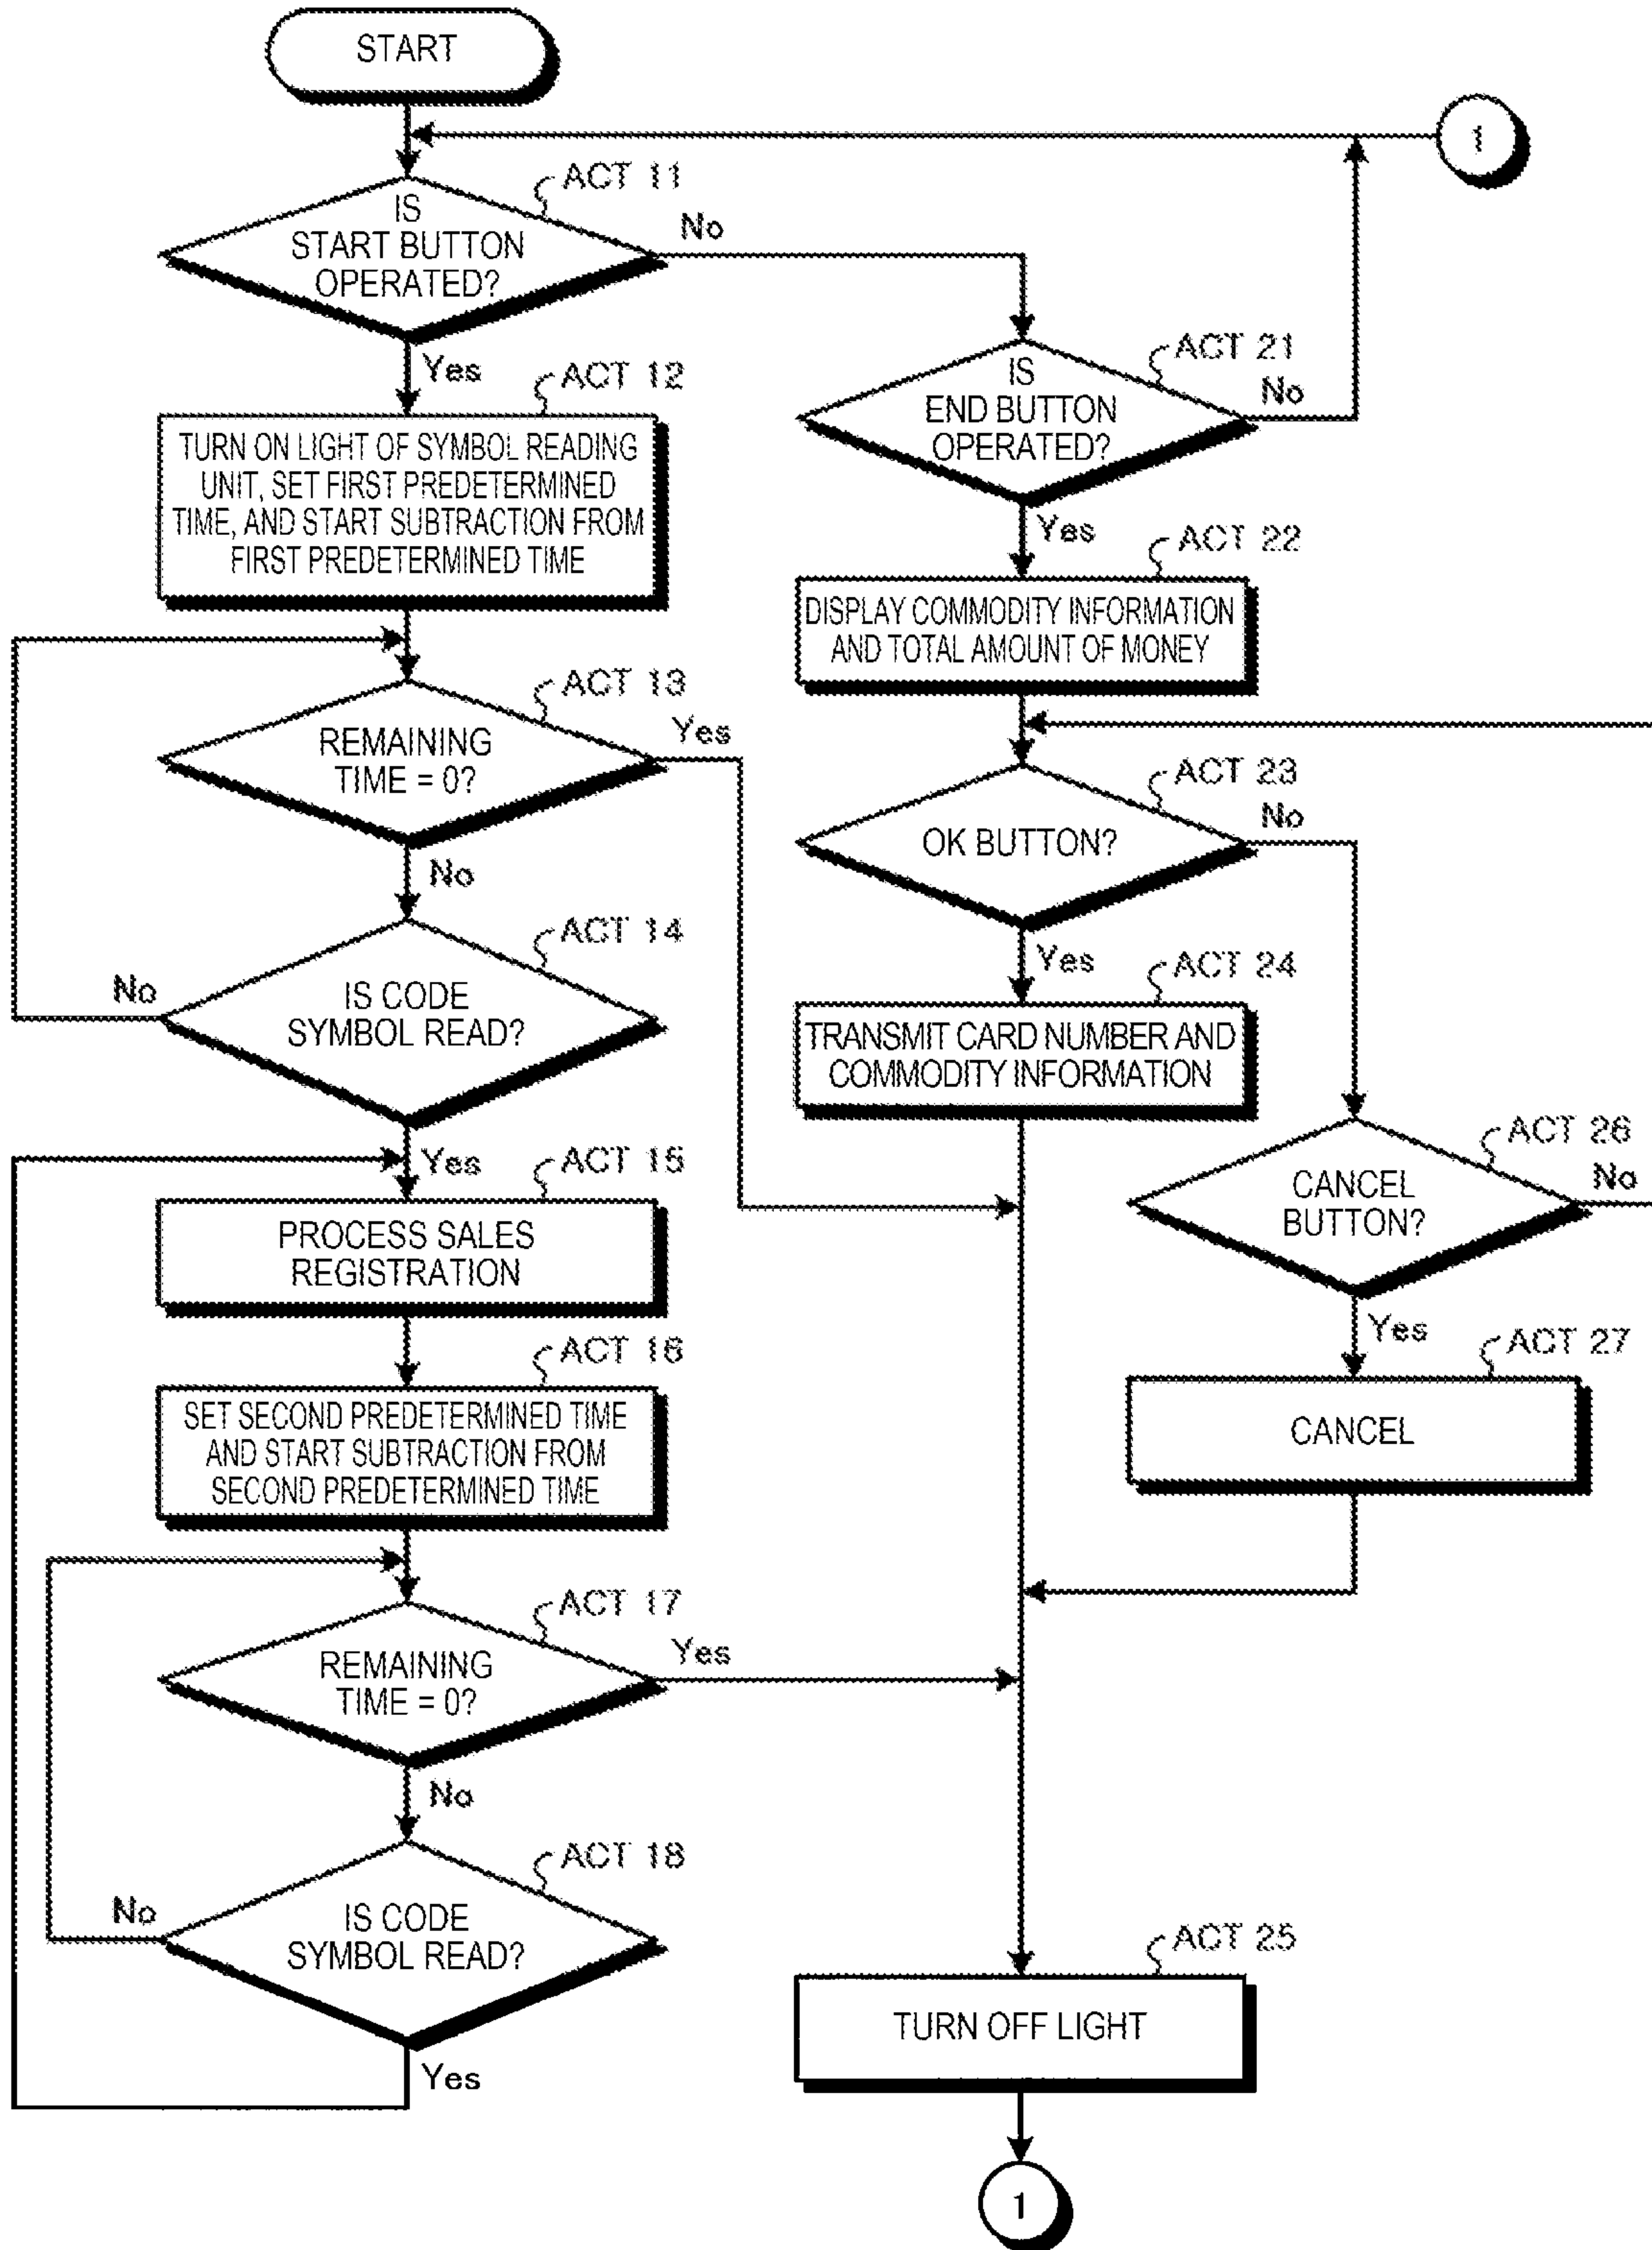 START
1
ACT 11
IS
START BUTTON
OPERATED?
No
Yes
ACT 12
TURN ON LIGHT OF SYMBOL READING
UNIT, SET FIRST PREDETERMINED
TIME, AND START SUBTRACTION FROM
FIRST PREDETERMINED TIME
ACT 13
REMAINING
TIME = 0?
Yes
No
ACT 14
IS CODE
SYMBOL READ?
No
Yes
ACT 15
PROCESS SALES
REGISTRATION
ACT 16
SET SECOND PREDETERMINED TIME
AND START SUBTRACTION FROM
SECOND PREDETERMINED TIME
ACT 17
REMAINING
TIME = 0?
Yes
No
ACT 18
IS CODE
SYMBOL READ?
No
Yes
ACT 21
IS
END BUTTON
OPERATED?
No
Yes
ACT 22
DISPLAY COMMODITY INFORMATION
AND TOTAL AMOUNT OF MONEY
ACT 23
OK BUTTON?
No
Yes
ACT 24
TRANSMIT CARD NUMBER AND
COMMODITY INFORMATION
ACT 26
CANCEL
BUTTON?
No
Yes
ACT 27
CANCEL
ACT 25
TURN OFF LIGHT
1